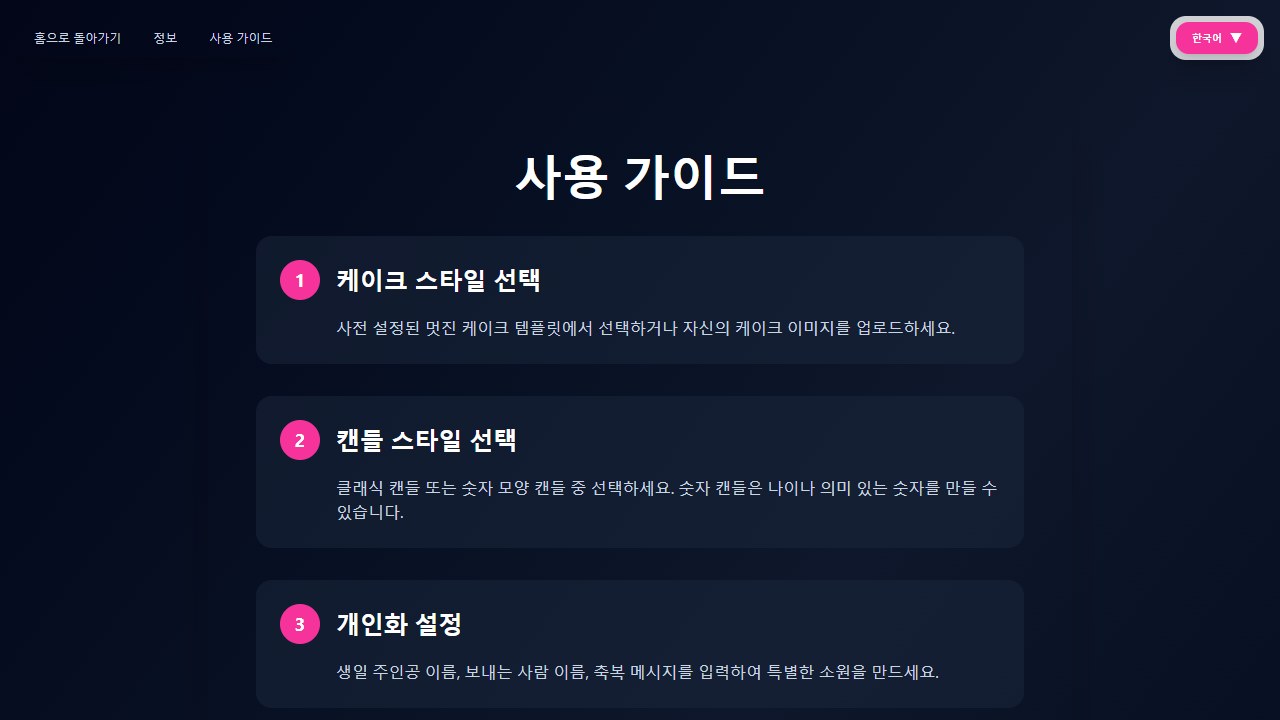 홈으로 돌아가기
정보
사용 가이드
한국어 ▼
사용 가이드
1
케이크 스타일 선택
사전 설정된 멋진 케이크 템플릿에서 선택하거나 자신의 케이크 이미지를 업로드하세요.
2
캔들 스타일 선택
클래식 캔들 또는 숫자 모양 캔들 중 선택하세요. 숫자 캔들은 나이나 의미 있는 숫자를 만들 수
있습니다.
3
개인화 설정
생일 주인공 이름, 보내는 사람 이름, 축복 메시지를 입력하여 특별한 소원을 만드세요.